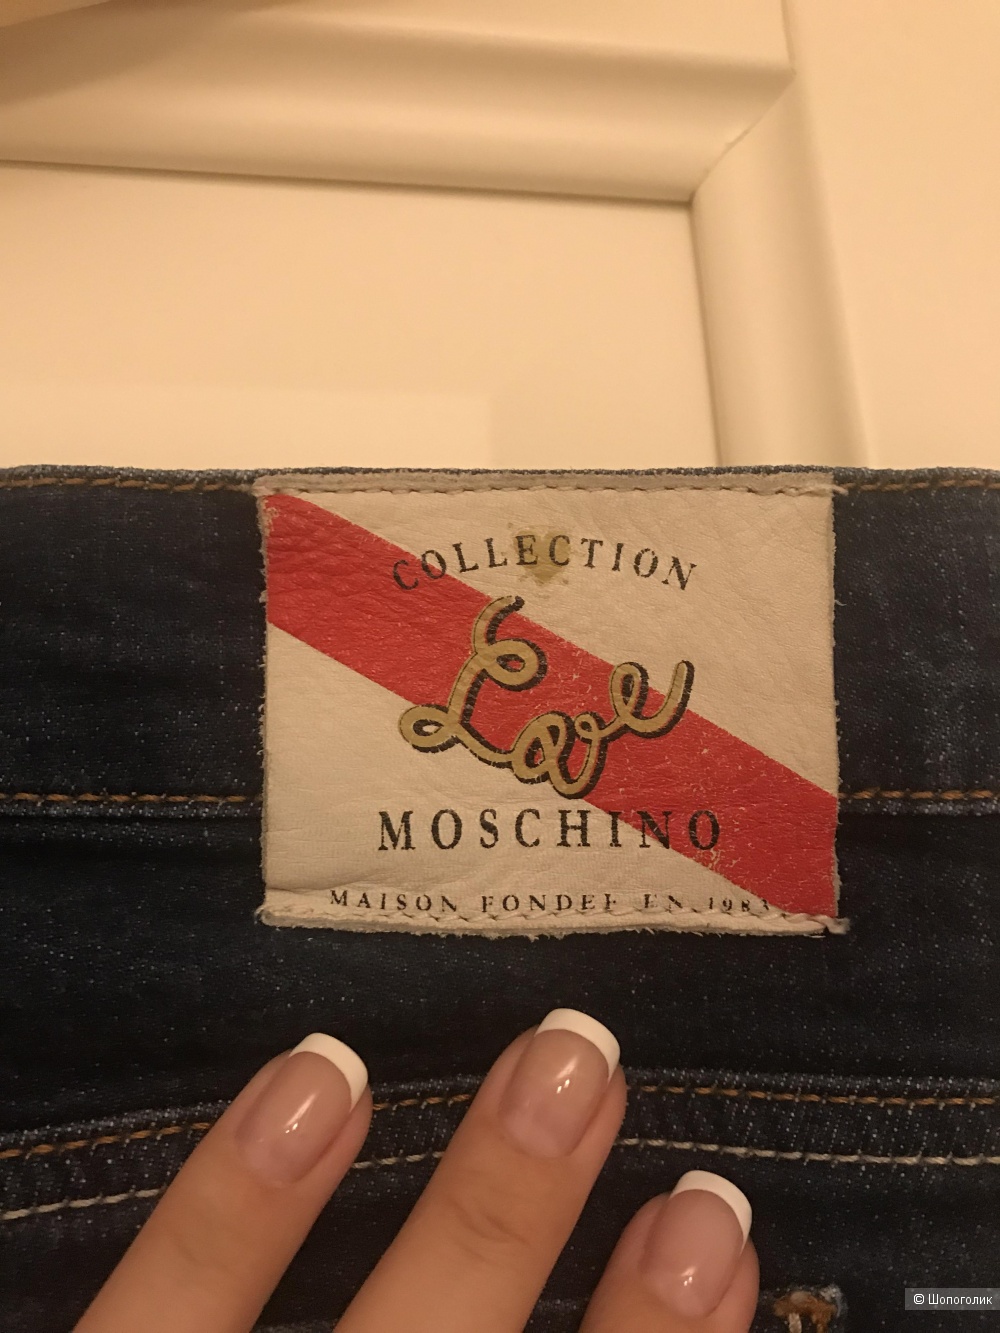 COLLECTION
Love
MOSCHINO
MAISON FONDEE EN 1983
© Шопоголик